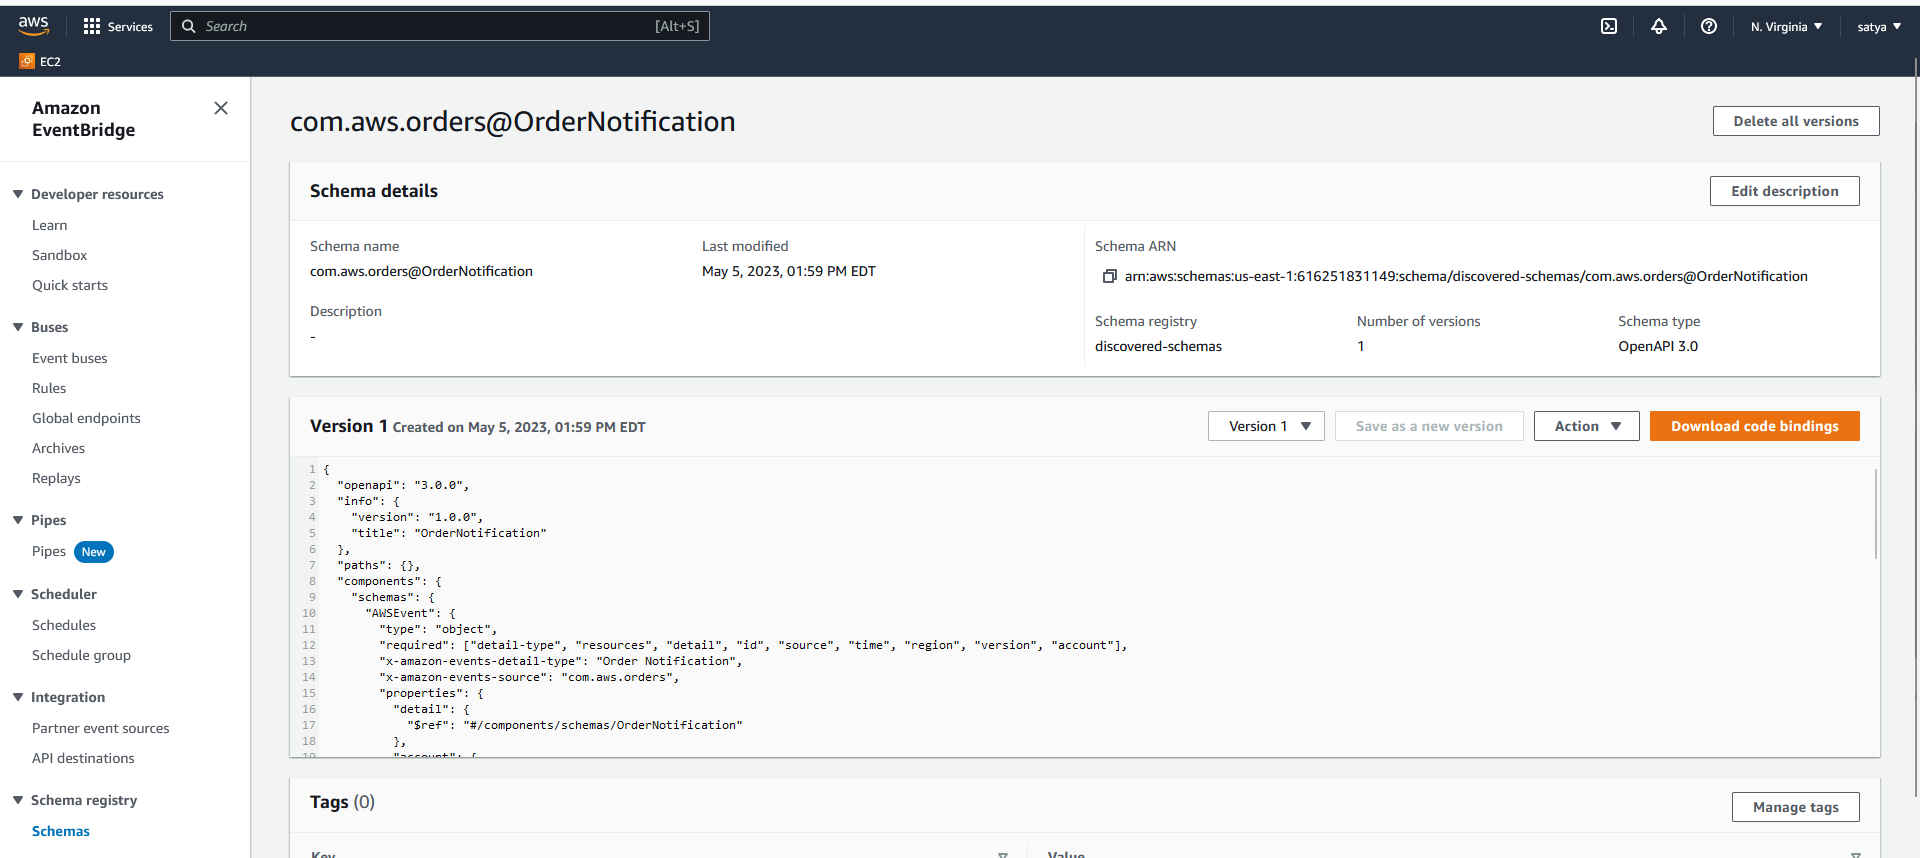 aws
Services
Search
[Alt+S]
N. Virginia
satya
EC2
Amazon
EventBridge
Developer resources
Learn
Sandbox
Quick starts
Buses
Event buses
Rules
Global endpoints
Archives
Replays
Pipes
Pipes New
Scheduler
Schedules
Schedule group
Integration
Partner event sources
API destinations
Schema registry
Schemas
com.aws.orders@OrderNotification
Delete all versions
Schema details
Edit description
Schema name
com.aws.orders@OrderNotification
Last modified
May 5, 2023, 01:59 PM EDT
Description
-
Schema ARN
arn:aws:schemas:us-east-1:616251831149:schema/discovered-schemas/com.aws.orders@OrderNotification
Schema registry
discovered-schemas
Number of versions
1
Schema type
OpenAPI 3.0
Version 1 Created on May 5, 2023, 01:59 PM EDT
Version 1
Save as a new version
Action
Download code bindings
1 {
2 "openapi": "3.0.0",
3 "info": {
4 "version": "1.0.0",
5 "title": "OrderNotification"
6 },
7 "paths": {},
8 "components": {
9 "schemas": {
10 "AWSEvent": {
11 "type": "object",
12 "required": ["detail-type", "resources", "detail", "id", "source", "time", "region", "version", "account"],
13 "x-amazon-events-detail-type": "Order Notification",
14 "x-amazon-events-source": "com.aws.orders",
15 "properties": {
16 "detail": {
17 "$ref": "#/components/schemas/OrderNotification"
18 },
19 "account": {
Tags (0)
Manage tags
Key
Value